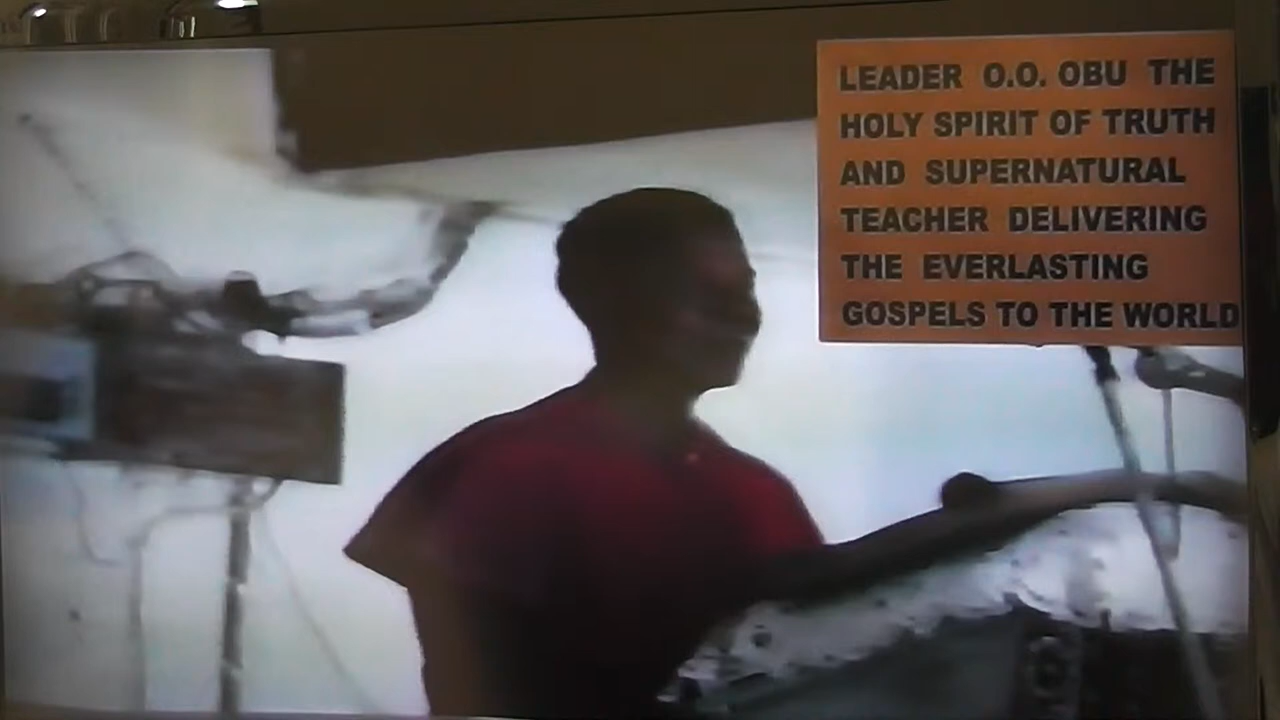 LEADER O.O. OBU THE
HOLY SPIRIT OF TRUTH
AND SUPERNATURAL
TEACHER DELIVERING
THE EVERLASTING
GOSPELS TO THE WORLD